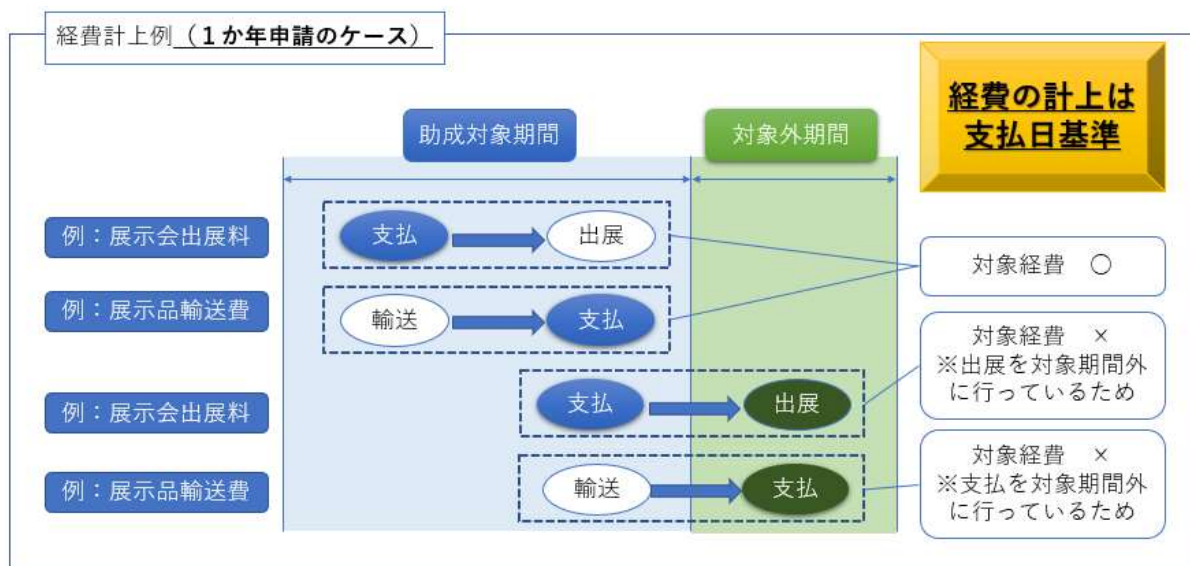 経費計上例（１か年申請のケース）
経費の計上は
支払日基準
助成対象期間
対象外期間
例：展示会出展料
支払
出展
対象経費　〇
例：展示品輸送費
輸送
支払
対象経費　×
※出展を対象期間外
に行っているため
例：展示会出展料
支払
出展
対象経費　×
※支払を対象期間外
に行っているため
例：展示品輸送費
輸送
支払